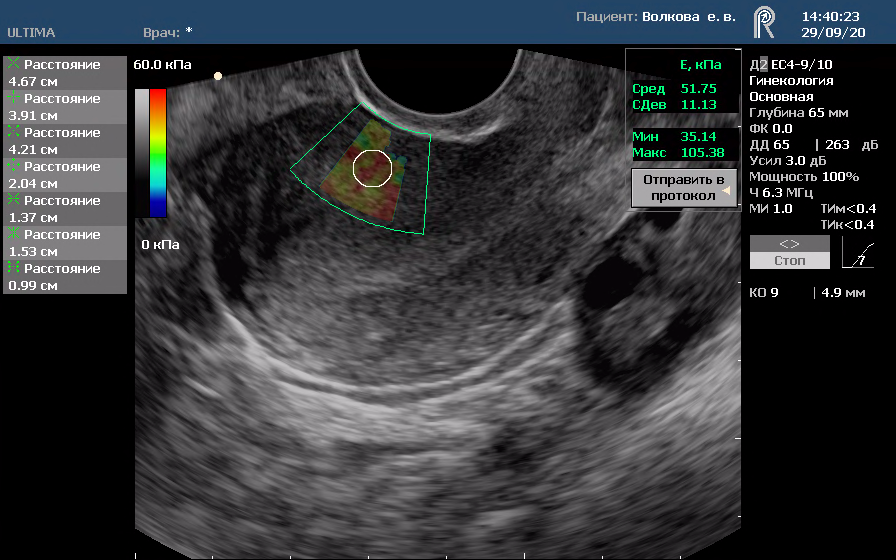 Пациент: Волкова е. в.
14:40:23
ULTIMA
Врач: *
29/09/20
Расстояние
4.67 см
Расстояние
3.91 см
Расстояние
4.21 см
Расстояние
2.04 см
Расстояние
1.37 см
Расстояние
1.53 см
Расстояние
0.99 см
60.0 кПа
0 кПа
E, кПа
Сред 51.75
СДев 11.13
Мин 35.14
Макс 105.38
Отправить в
протокол
Д2 EC4-9/10
Гинекология
Основная
Глубина 65 мм
ФК 0.0
ДД 65 | 263 дБ
Усил 3.0 дБ
Мощность 100%
Ч 6.3 МГц
МИ 1.0 ТИм<0.4
ТИк<0.4
<>
Стоп
7
КО 9 | 4.9 мм